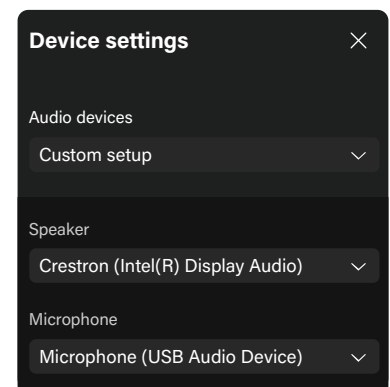 Device settings
Audio devices
Custom setup
Speaker
Crestron (Intel(R) Display Audio)
Microphone
Microphone (USB Audio Device)